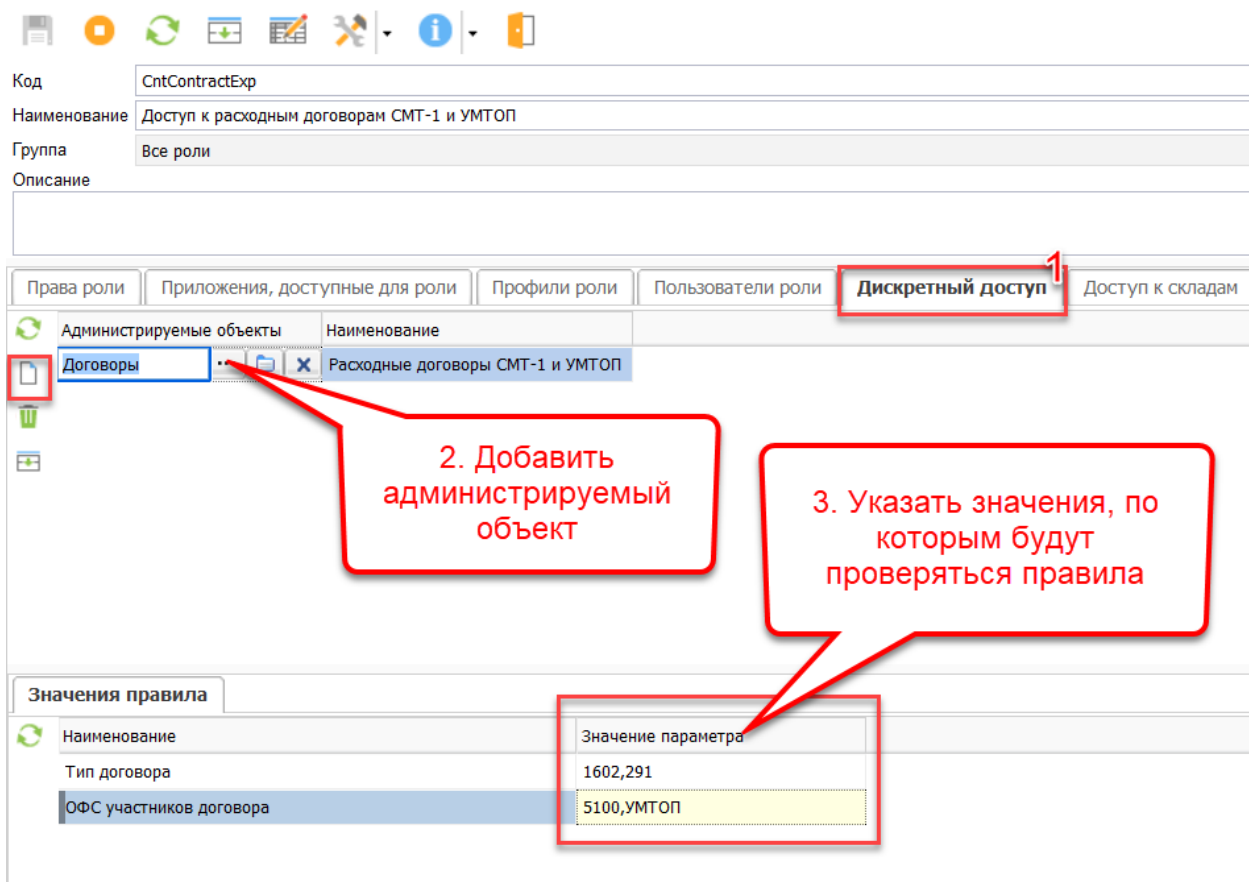 Код CntContractExp
Наименование Доступ к расходным договорам СМТ-1 и УМТОП
Группа Все роли
Описание
Права роли Приложения, доступные для роли Профили роли Пользователи роли Дискретный доступ 1 Доступ к складам
Администрируемые объекты Наименование
Договоры ... Расходные договоры СМТ-1 и УМТОП
2. Добавить
администрируемый
объект
3. Указать значения, по
которым будут
проверяться правила
Значения правила
Наименование Значение параметра
Тип договора 1602,291
ОФС участников договора 5100,УМТОП